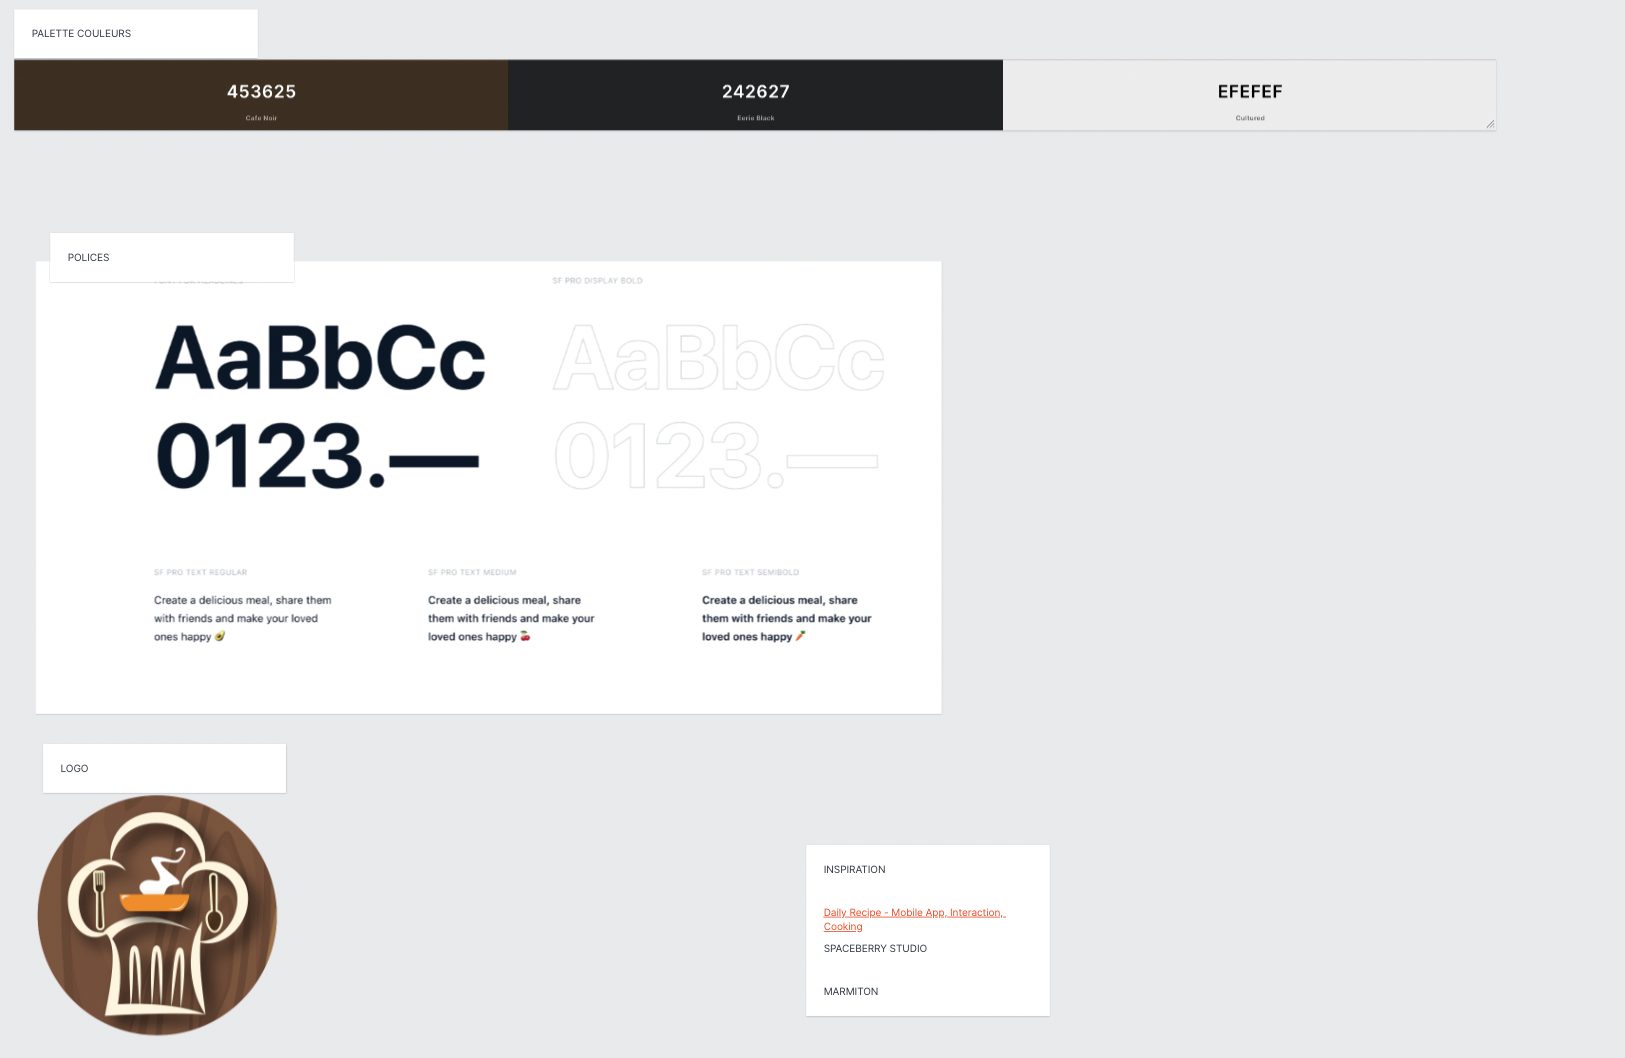 PALETTE COULEURS
453625
Cafe Noir
242627
Eerie Black
EFEFEF
Cultured
POLICES
SF PRO DISPLAY BOLD
AaBbCc
0123.—
AaBbCc
0123.—
SF PRO TEXT REGULAR
Create a delicious meal, share them
with friends and make your loved
ones happy 🥑
SF PRO TEXT MEDIUM
Create a delicious meal, share
them with friends and make your
loved ones happy 🍒
SF PRO TEXT SEMIBOLD
Create a delicious meal, share
them with friends and make your
loved ones happy 🥕
LOGO
INSPIRATION
Daily Recipe - Mobile App, Interaction,
Cooking
SPACEBERRY STUDIO
MARMITON